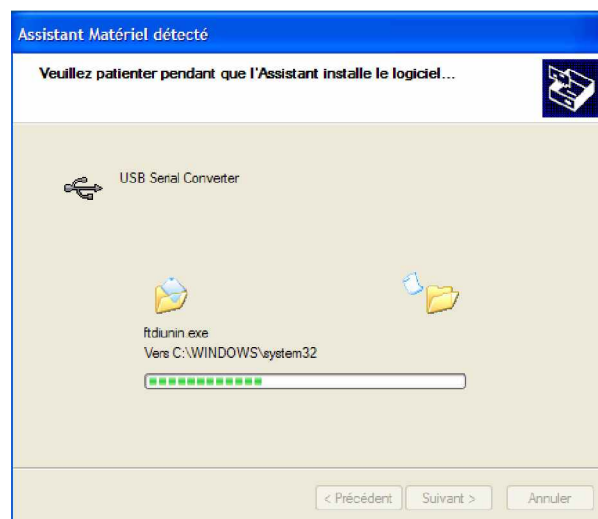 Assistant Matériel détecté
Veuillez patienter pendant que l'Assistant installe le logiciel...
USB Serial Converter
ftdiunin.exe
Vers C:\WINDOWS\system32
< Précédent
Suivant >
Annuler